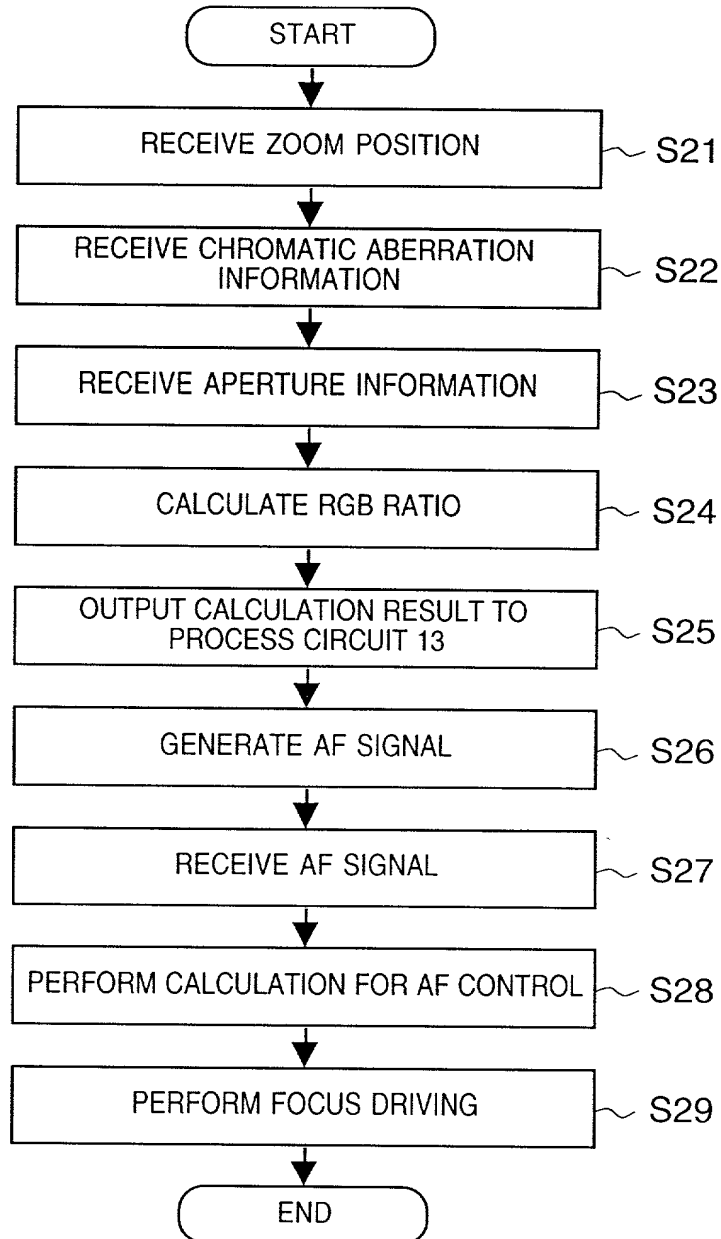 START
RECEIVE ZOOM POSITION
S21
RECEIVE CHROMATIC ABERRATION
INFORMATION
S22
RECEIVE APERTURE INFORMATION
S23
CALCULATE RGB RATIO
S24
OUTPUT CALCULATION RESULT TO
PROCESS CIRCUIT 13
S25
GENERATE AF SIGNAL
S26
RECEIVE AF SIGNAL
S27
PERFORM CALCULATION FOR AF CONTROL
S28
PERFORM FOCUS DRIVING
S29
END